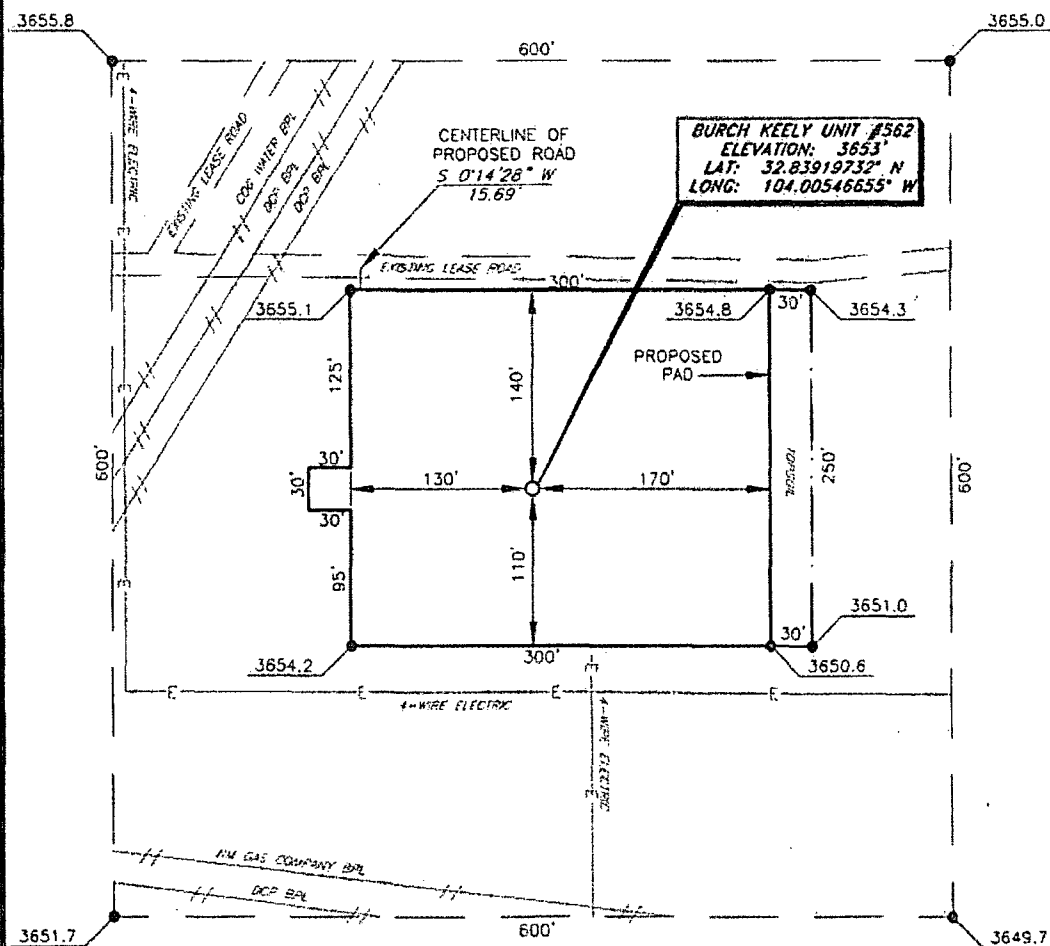 3655.8
3655.0
600'
4-WIRE ELECTRIC
EXISTING LEASE ROAD
COG WATER BPL
DCP BPL
DCP BPL
CENTERLINE OF
PROPOSED ROAD
S 0°14'28" W
15.69'
BURCH KEELY UNIT #562
ELEVATION: 3653'
LAT: 32.83919732° N
LONG: 104.00546655° W
EXISTING LEASE ROAD
300'
3655.1
3654.8
30'
3654.3
PROPOSED
PAD
125'
140'
600'
30'
30'
30'
130'
170'
TOPSOIL
250'
600'
95'
110'
3651.0
30'
3654.2
300'
3650.6
E
E
E
E
E
4-WIRE ELECTRIC
4-WIRE ELECTRIC
NM GAS COMPANY BPL
DCP BPL
3651.7
600'
3649.7